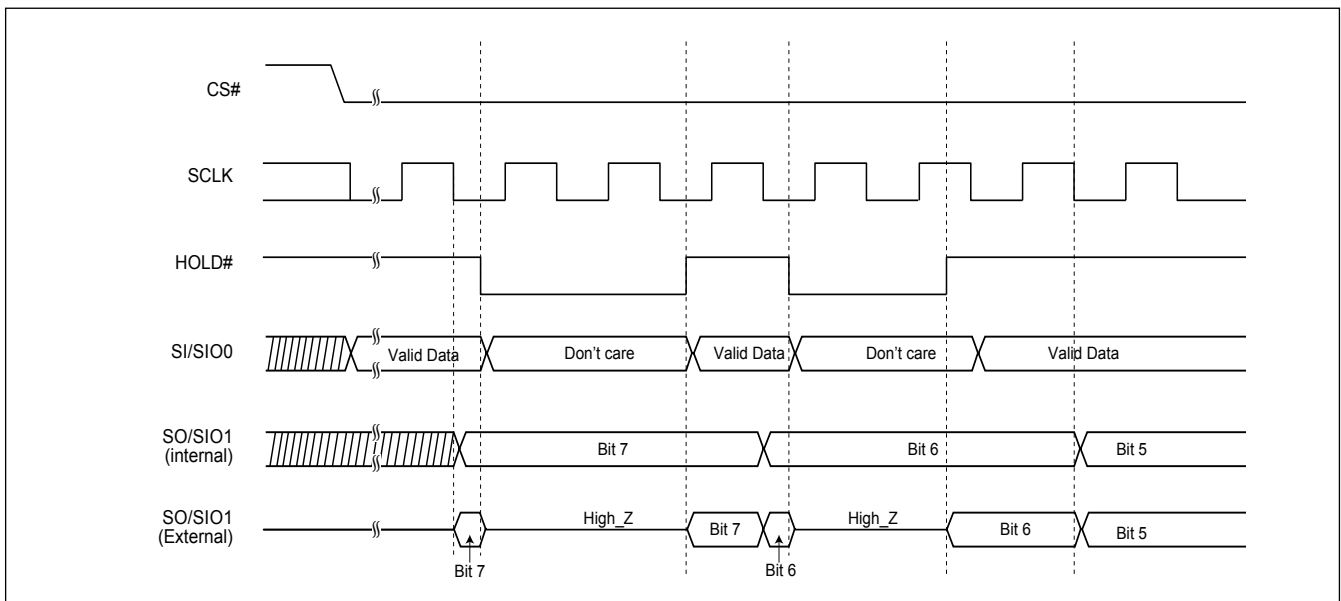 CS#
SCLK
HOLD#
SI/SIO0
Valid Data
Don't care
Valid Data
Don't care
Valid Data
SO/SIO1
(internal)
Bit 7
Bit 6
Bit 5
SO/SIO1
(External)
High_Z
Bit 7
High_Z
Bit 6
Bit 5
Bit 7
Bit 6